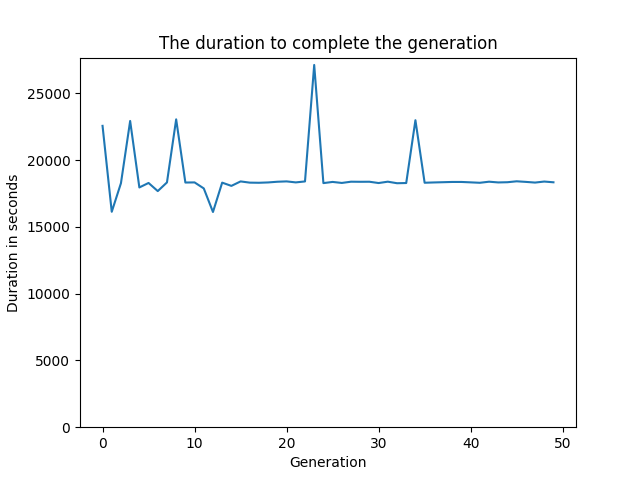 The duration to complete the generation
Duration in seconds
25000
20000
15000
10000
5000
0
0 10 20 30 40 50
Generation